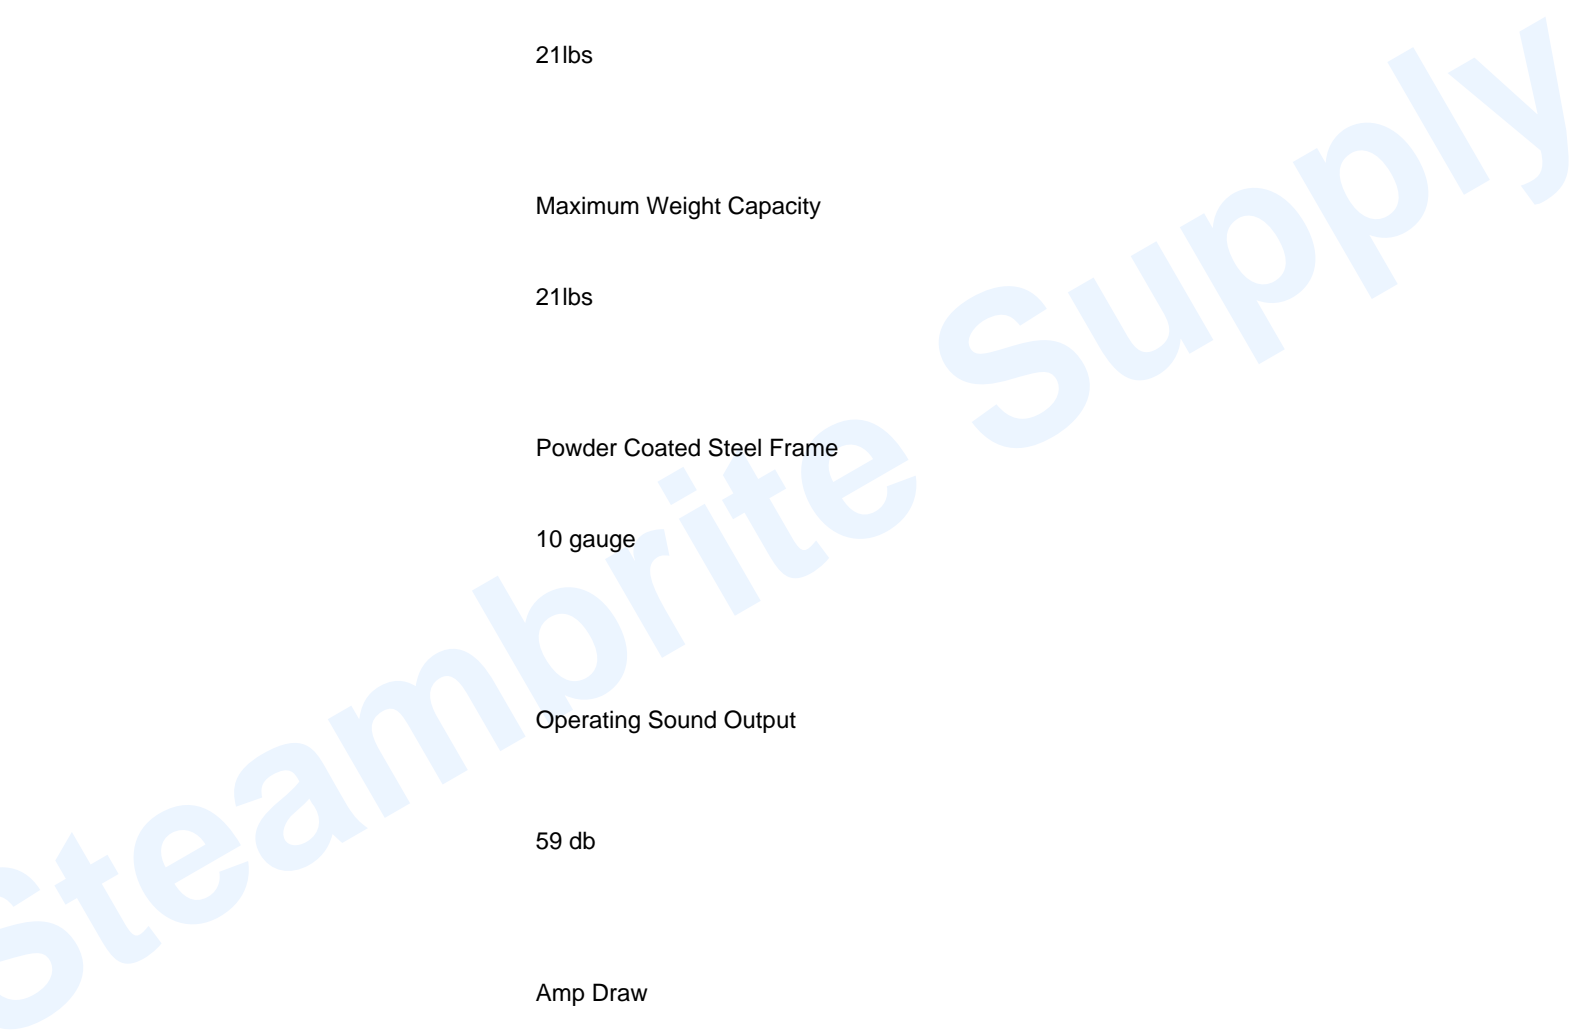 21lbs
Maximum Weight Capacity
21lbs
Powder Coated Steel Frame
10 gauge
Operating Sound Output
59 db
Amp Draw
Steambrite Supply